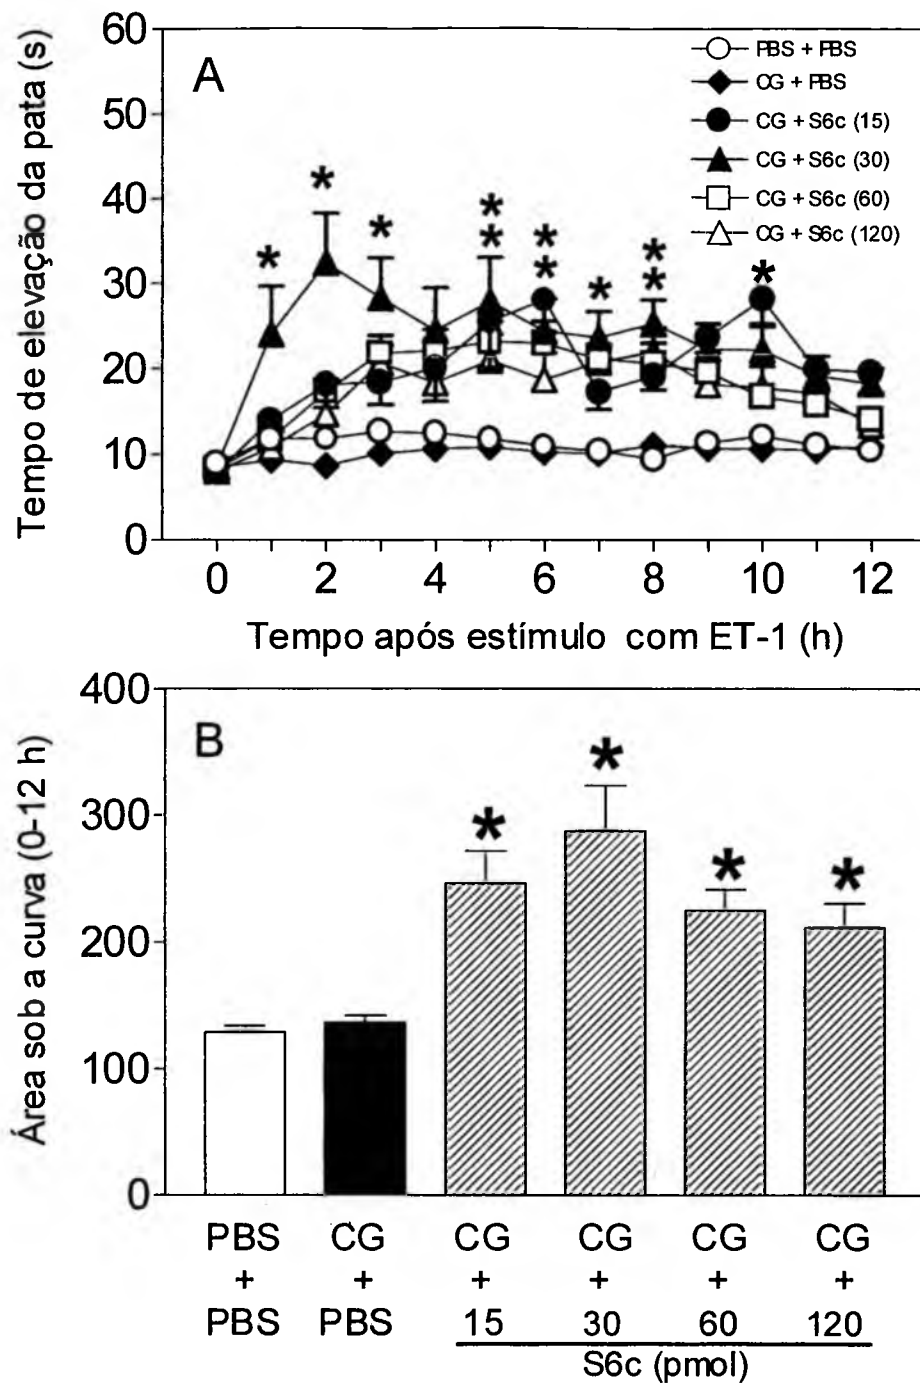 A
PBS + PBS
CG + PBS
CG + S6c (15)
CG + S6c (30)
CG + S6c (60)
CG + S6c (120)
Tempo de elevação da pata (s)
60
50
40
30
20
10
0
* * * * * * * * * * * *
0 2 4 6 8 10 12
Tempo após estímulo com ET-1 (h)
B
Área sob a curva (0-12 h)
400
300
200
100
0
* * * *
PBS CG CG CG CG CG
+ + + + + +
PBS PBS 15 30 60 120
S6c (pmol)